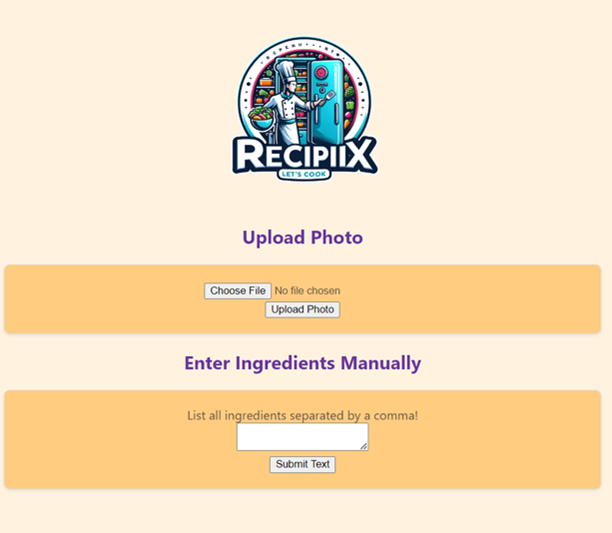 RECIPIIX
LET'S COOK
Upload Photo
Choose File No file chosen
Upload Photo
Enter Ingredients Manually
List all ingredients separated by a comma!
Submit Text